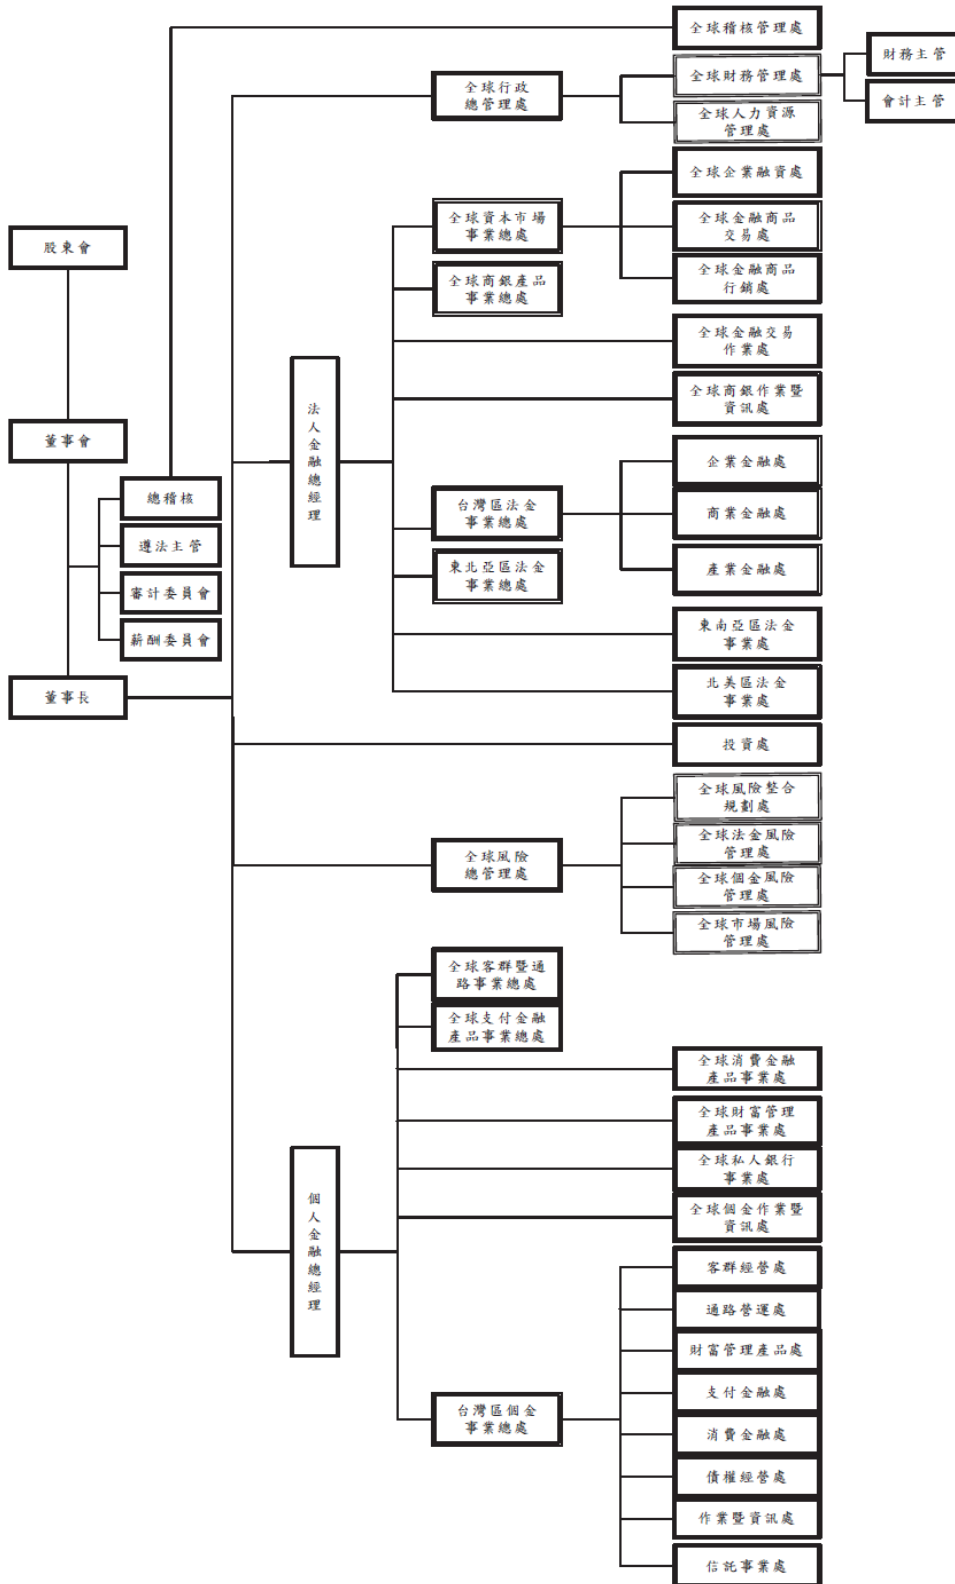 全球稽核管理處
財務主管
全球行政
總管理處
全球財務管理處
會計主管
全球人力資源
管理處
全球企業融資處
全球資本市場
事業總處
全球金融商品
交易處
股東會
全球商銀產品
事業總處
全球金融商品
行銷處
全球金融交易
作業處
全球商銀作業暨
資訊處
法人金融總經理
董事會
企業金融處
總稽核
台灣區法金
事業總處
商業金融處
遵法主管
東北亞區法金
事業總處
產業金融處
審計委員會
薪酬委員會
東南亞區法金
事業處
董事長
北美區法金
事業處
投資處
全球風險整合
規劃處
全球風險
總管理處
全球法金風險
管理處
全球個金風險
管理處
全球市場風險
管理處
全球客群暨通
路事業總處
全球支付金融
產品事業總處
全球消費金融
產品事業處
全球財富管理
產品事業處
全球私人銀行
事業處
全球個金作業暨
資訊處
個人金融總經理
客群經營處
通路營運處
財富管理產品處
支付金融處
台灣區個金
事業總處
消費金融處
債權經營處
作業暨資訊處
信託事業處